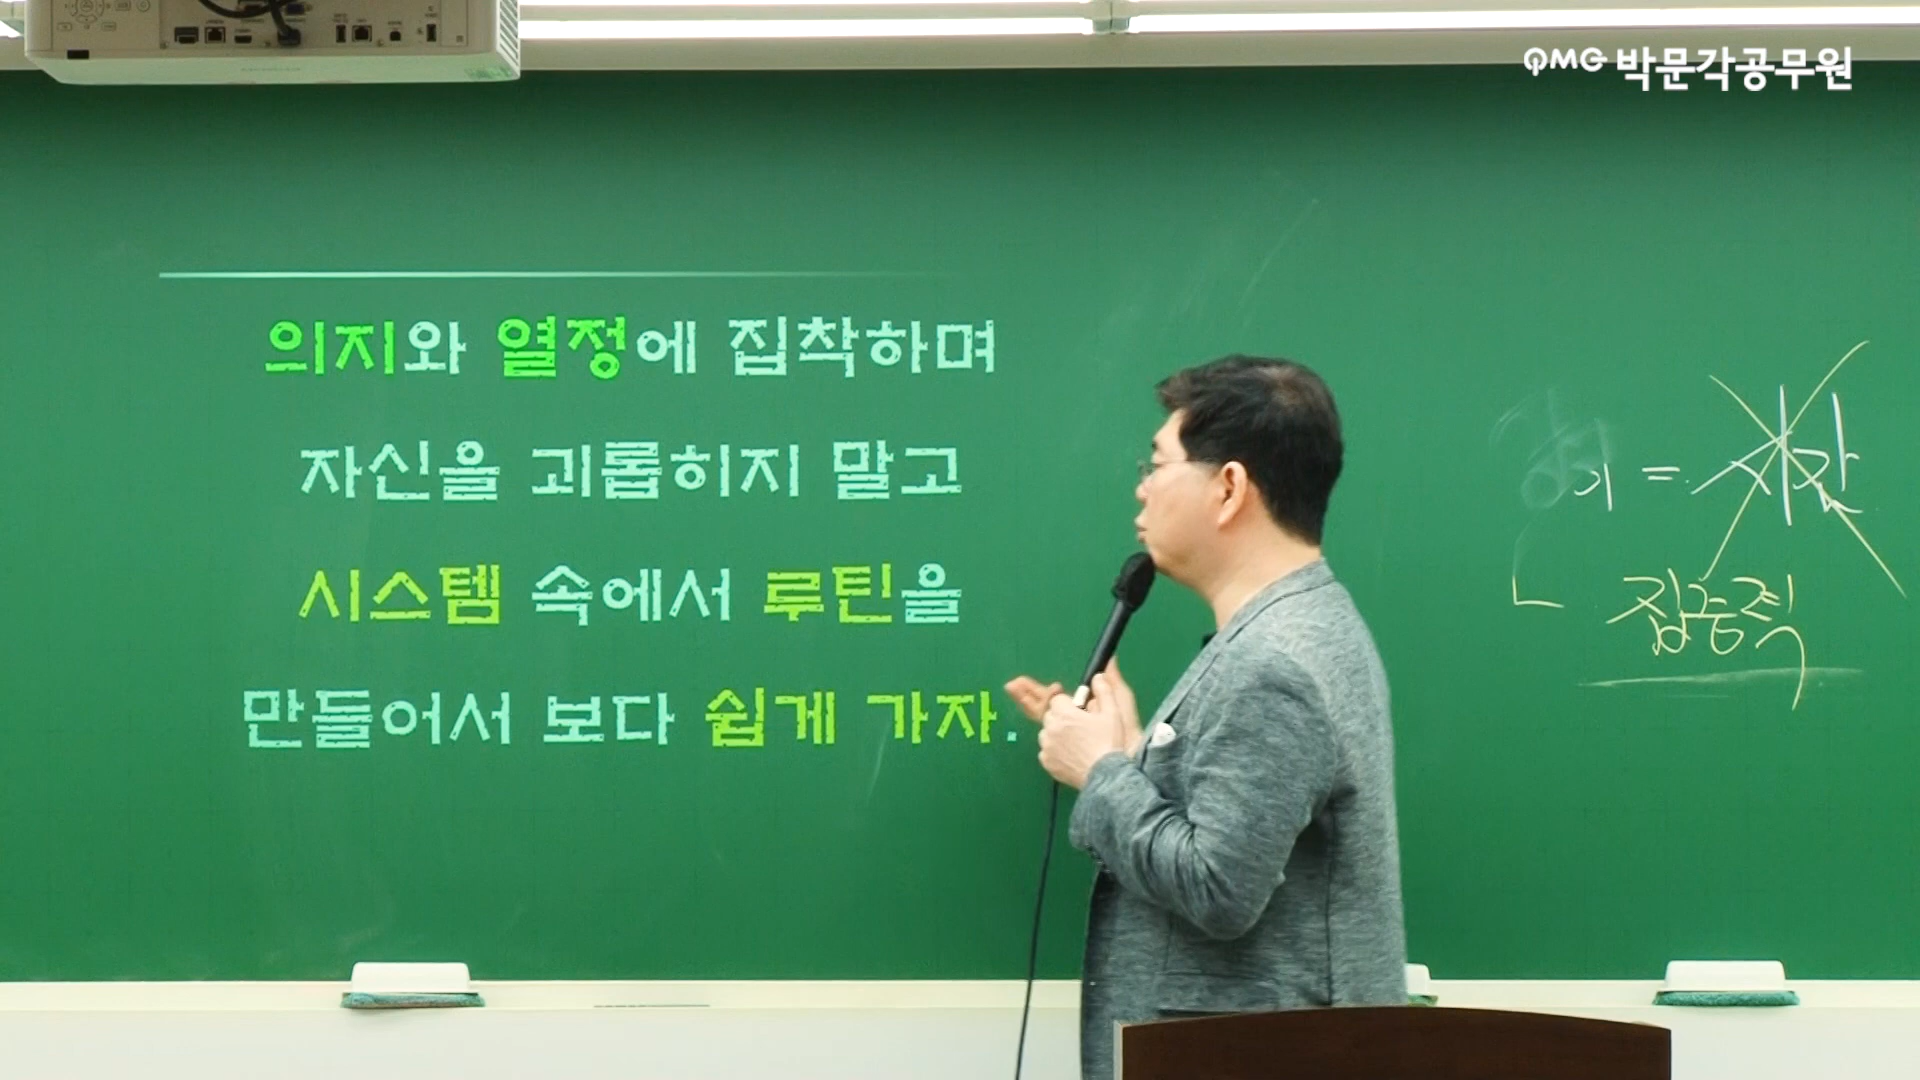 PMG 박문각공무원
의지와 열정에 집착하며
자신을 괴롭히지 말고
시스템 속에서 루틴을
만들어서 보다 쉽게 가자.
= 시간
집중력